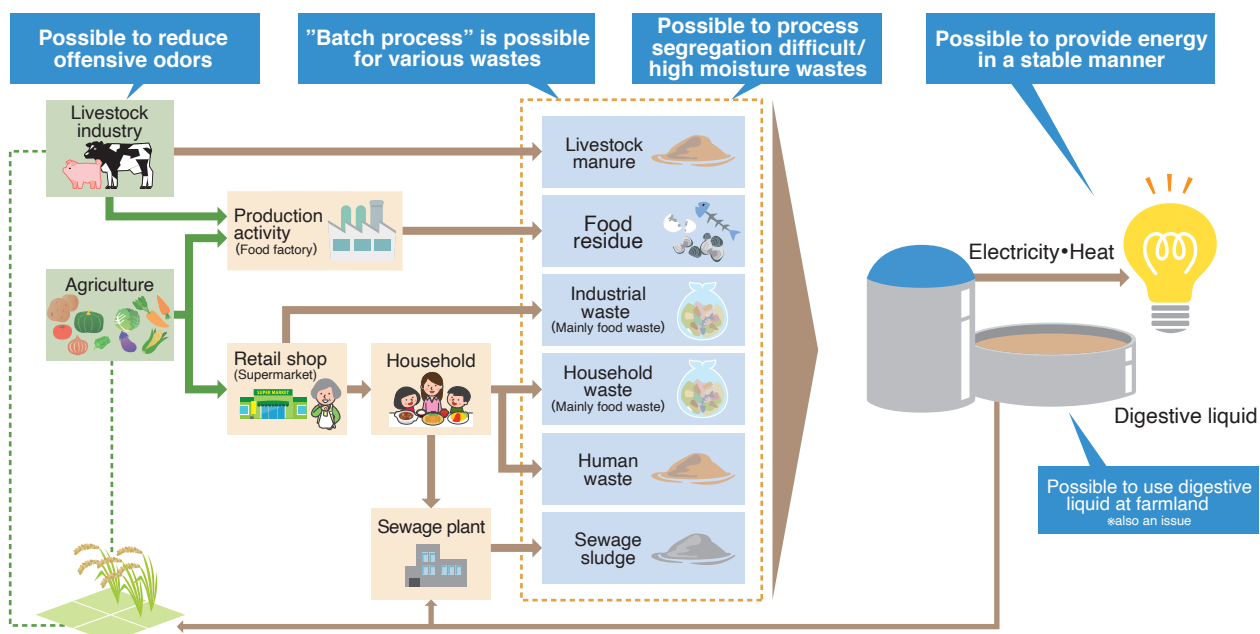 Possible to reduce
offensive odors
”Batch process” is possible
for various wastes
Possible to process
segregation difficult/
high moisture wastes
Possible to provide energy
in a stable manner
Livestock
industry
Livestock
manure
Production
activity
(Food factory)
Food
residue
Electricity•Heat
Agriculture
Industrial
waste
(Mainly food waste)
Retail shop
(Supermarket)
SUPER MARKET
Household
Household
waste
(Mainly food waste)
Digestive liquid
Human
waste
Possible to use digestive
liquid at farmland
※also an issue
Sewage plant
Sewage
sludge